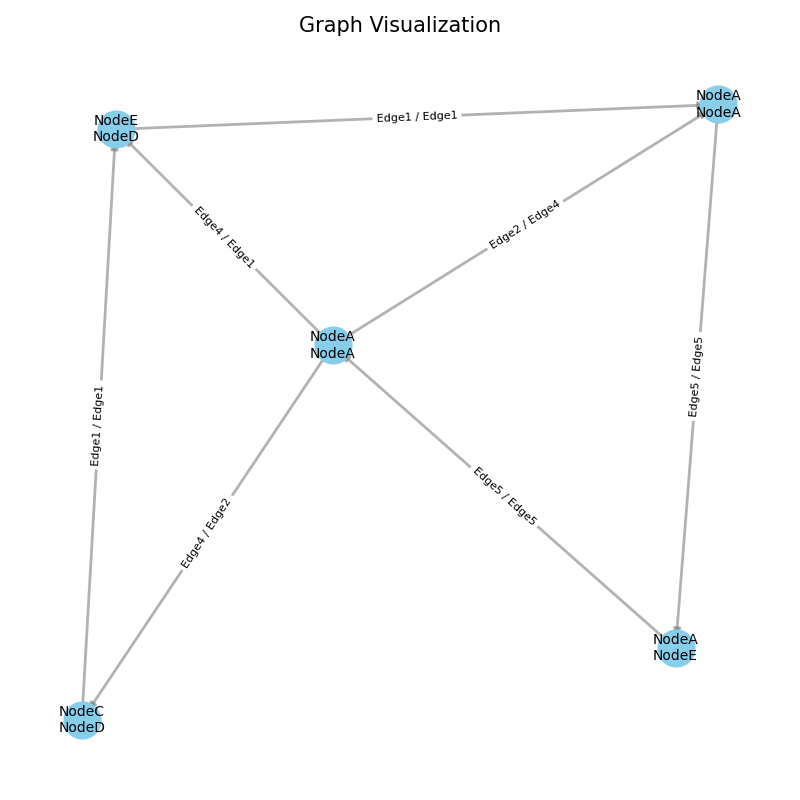 Graph Visualization
NodeA
NodeA
NodeE
NodeD
Edge1 / Edge1
Edge2 / Edge4
Edge4 / Edge1
NodeA
NodeA
Edge5 / Edge5
Edge1 / Edge1
Edge5 / Edge5
Edge4 / Edge2
NodeA
NodeE
NodeC
NodeD